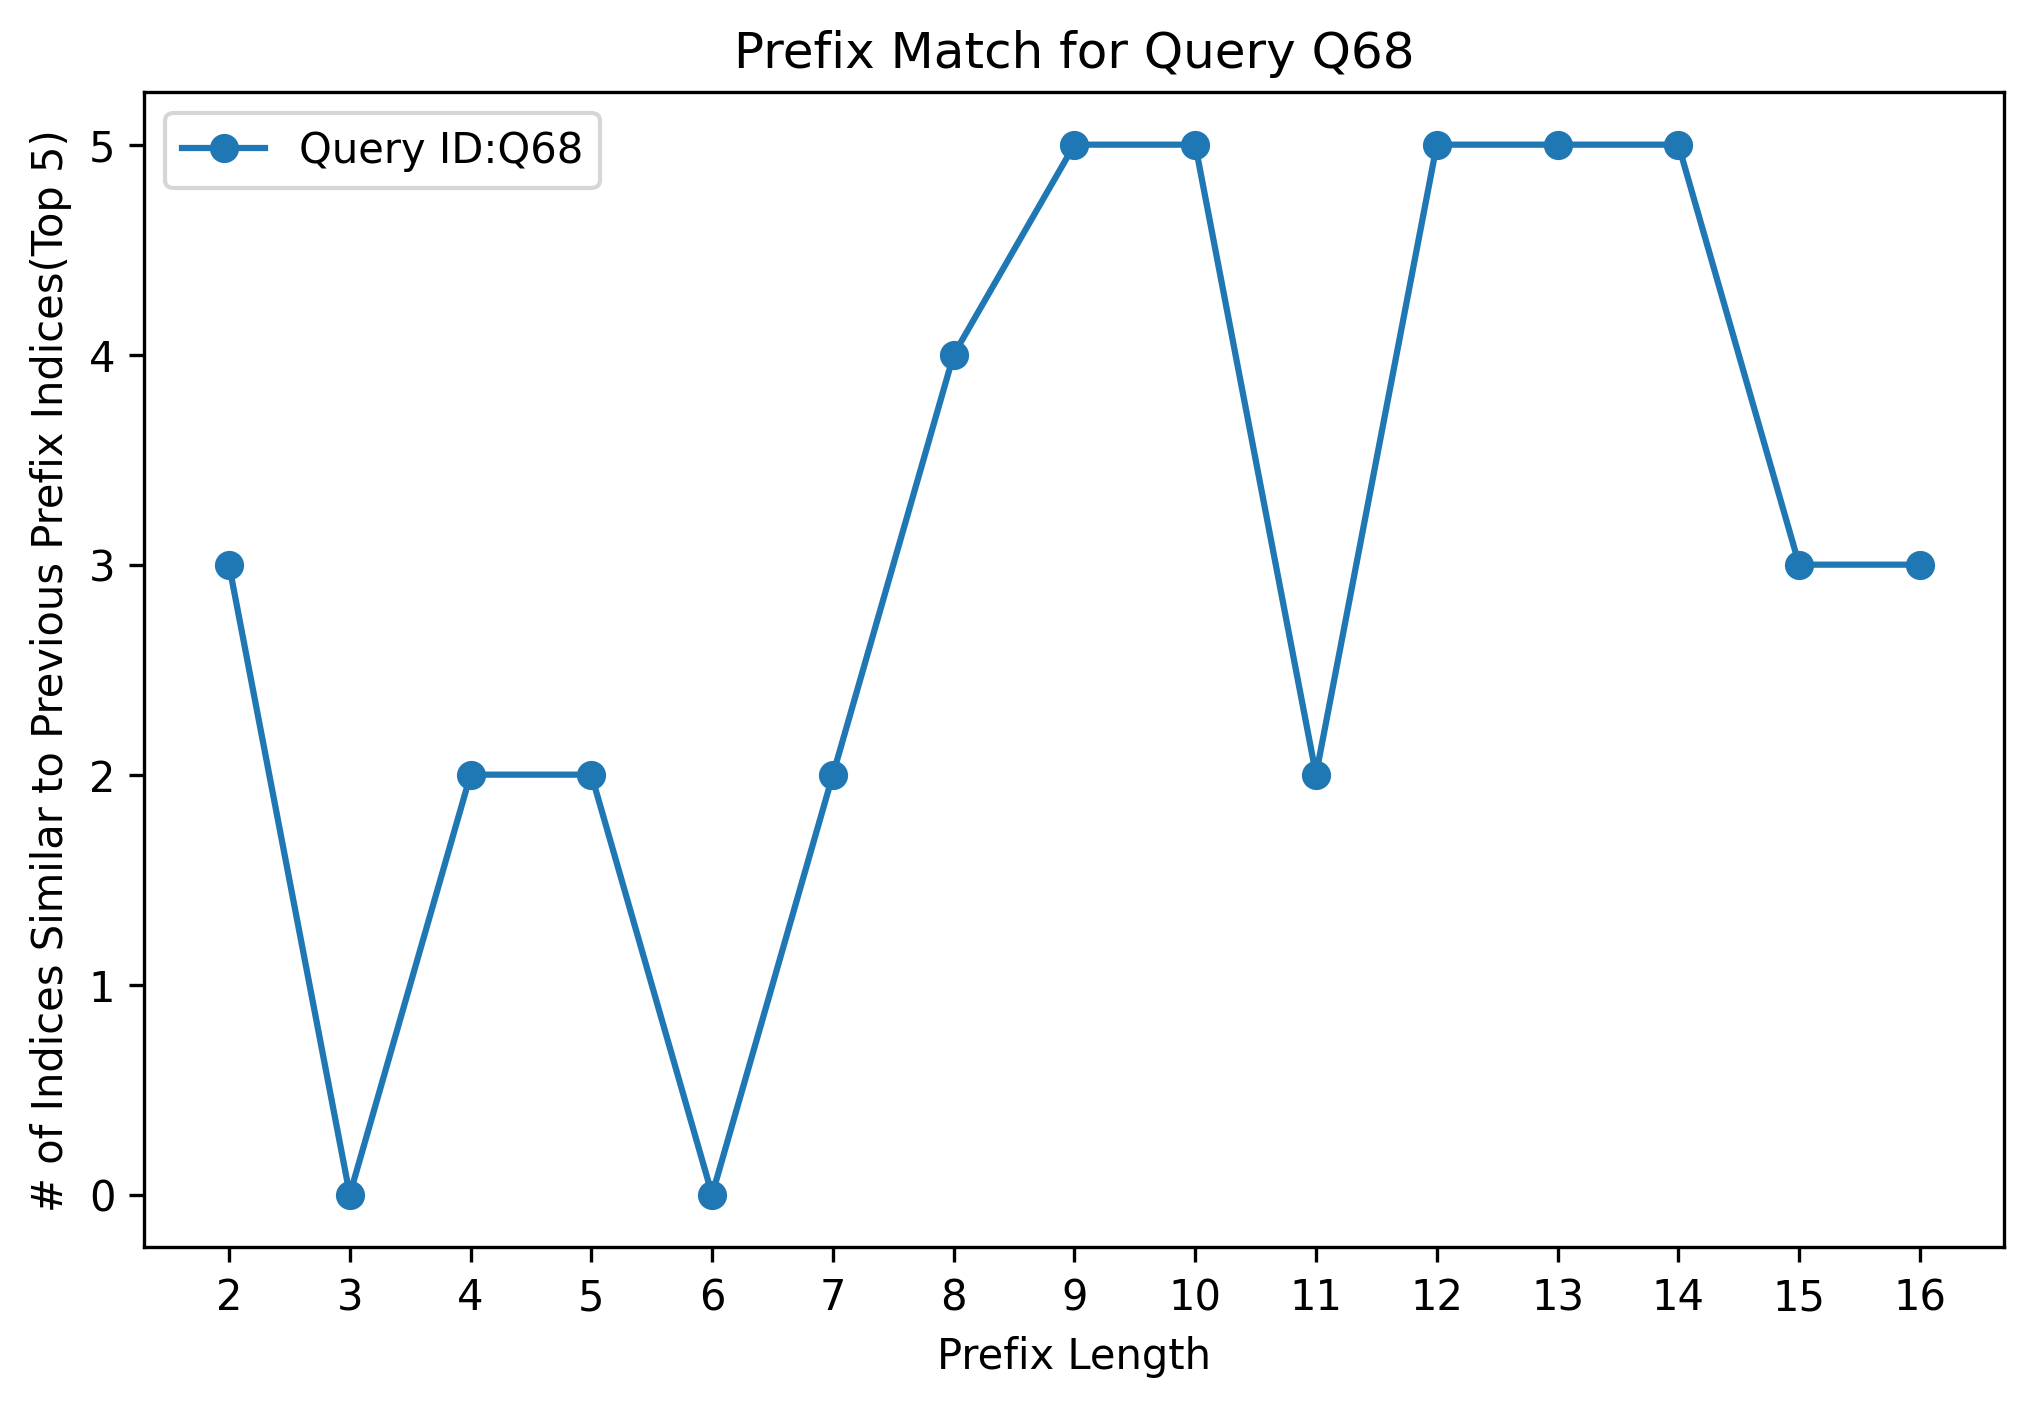 Prefix Match for Query Q68
Query ID:Q68
# of Indices Similar to Previous Prefix Indices(Top 5)
5
4
3
2
1
0
2 3 4 5 6 7 8 9 10 11 12 13 14 15 16
Prefix Length